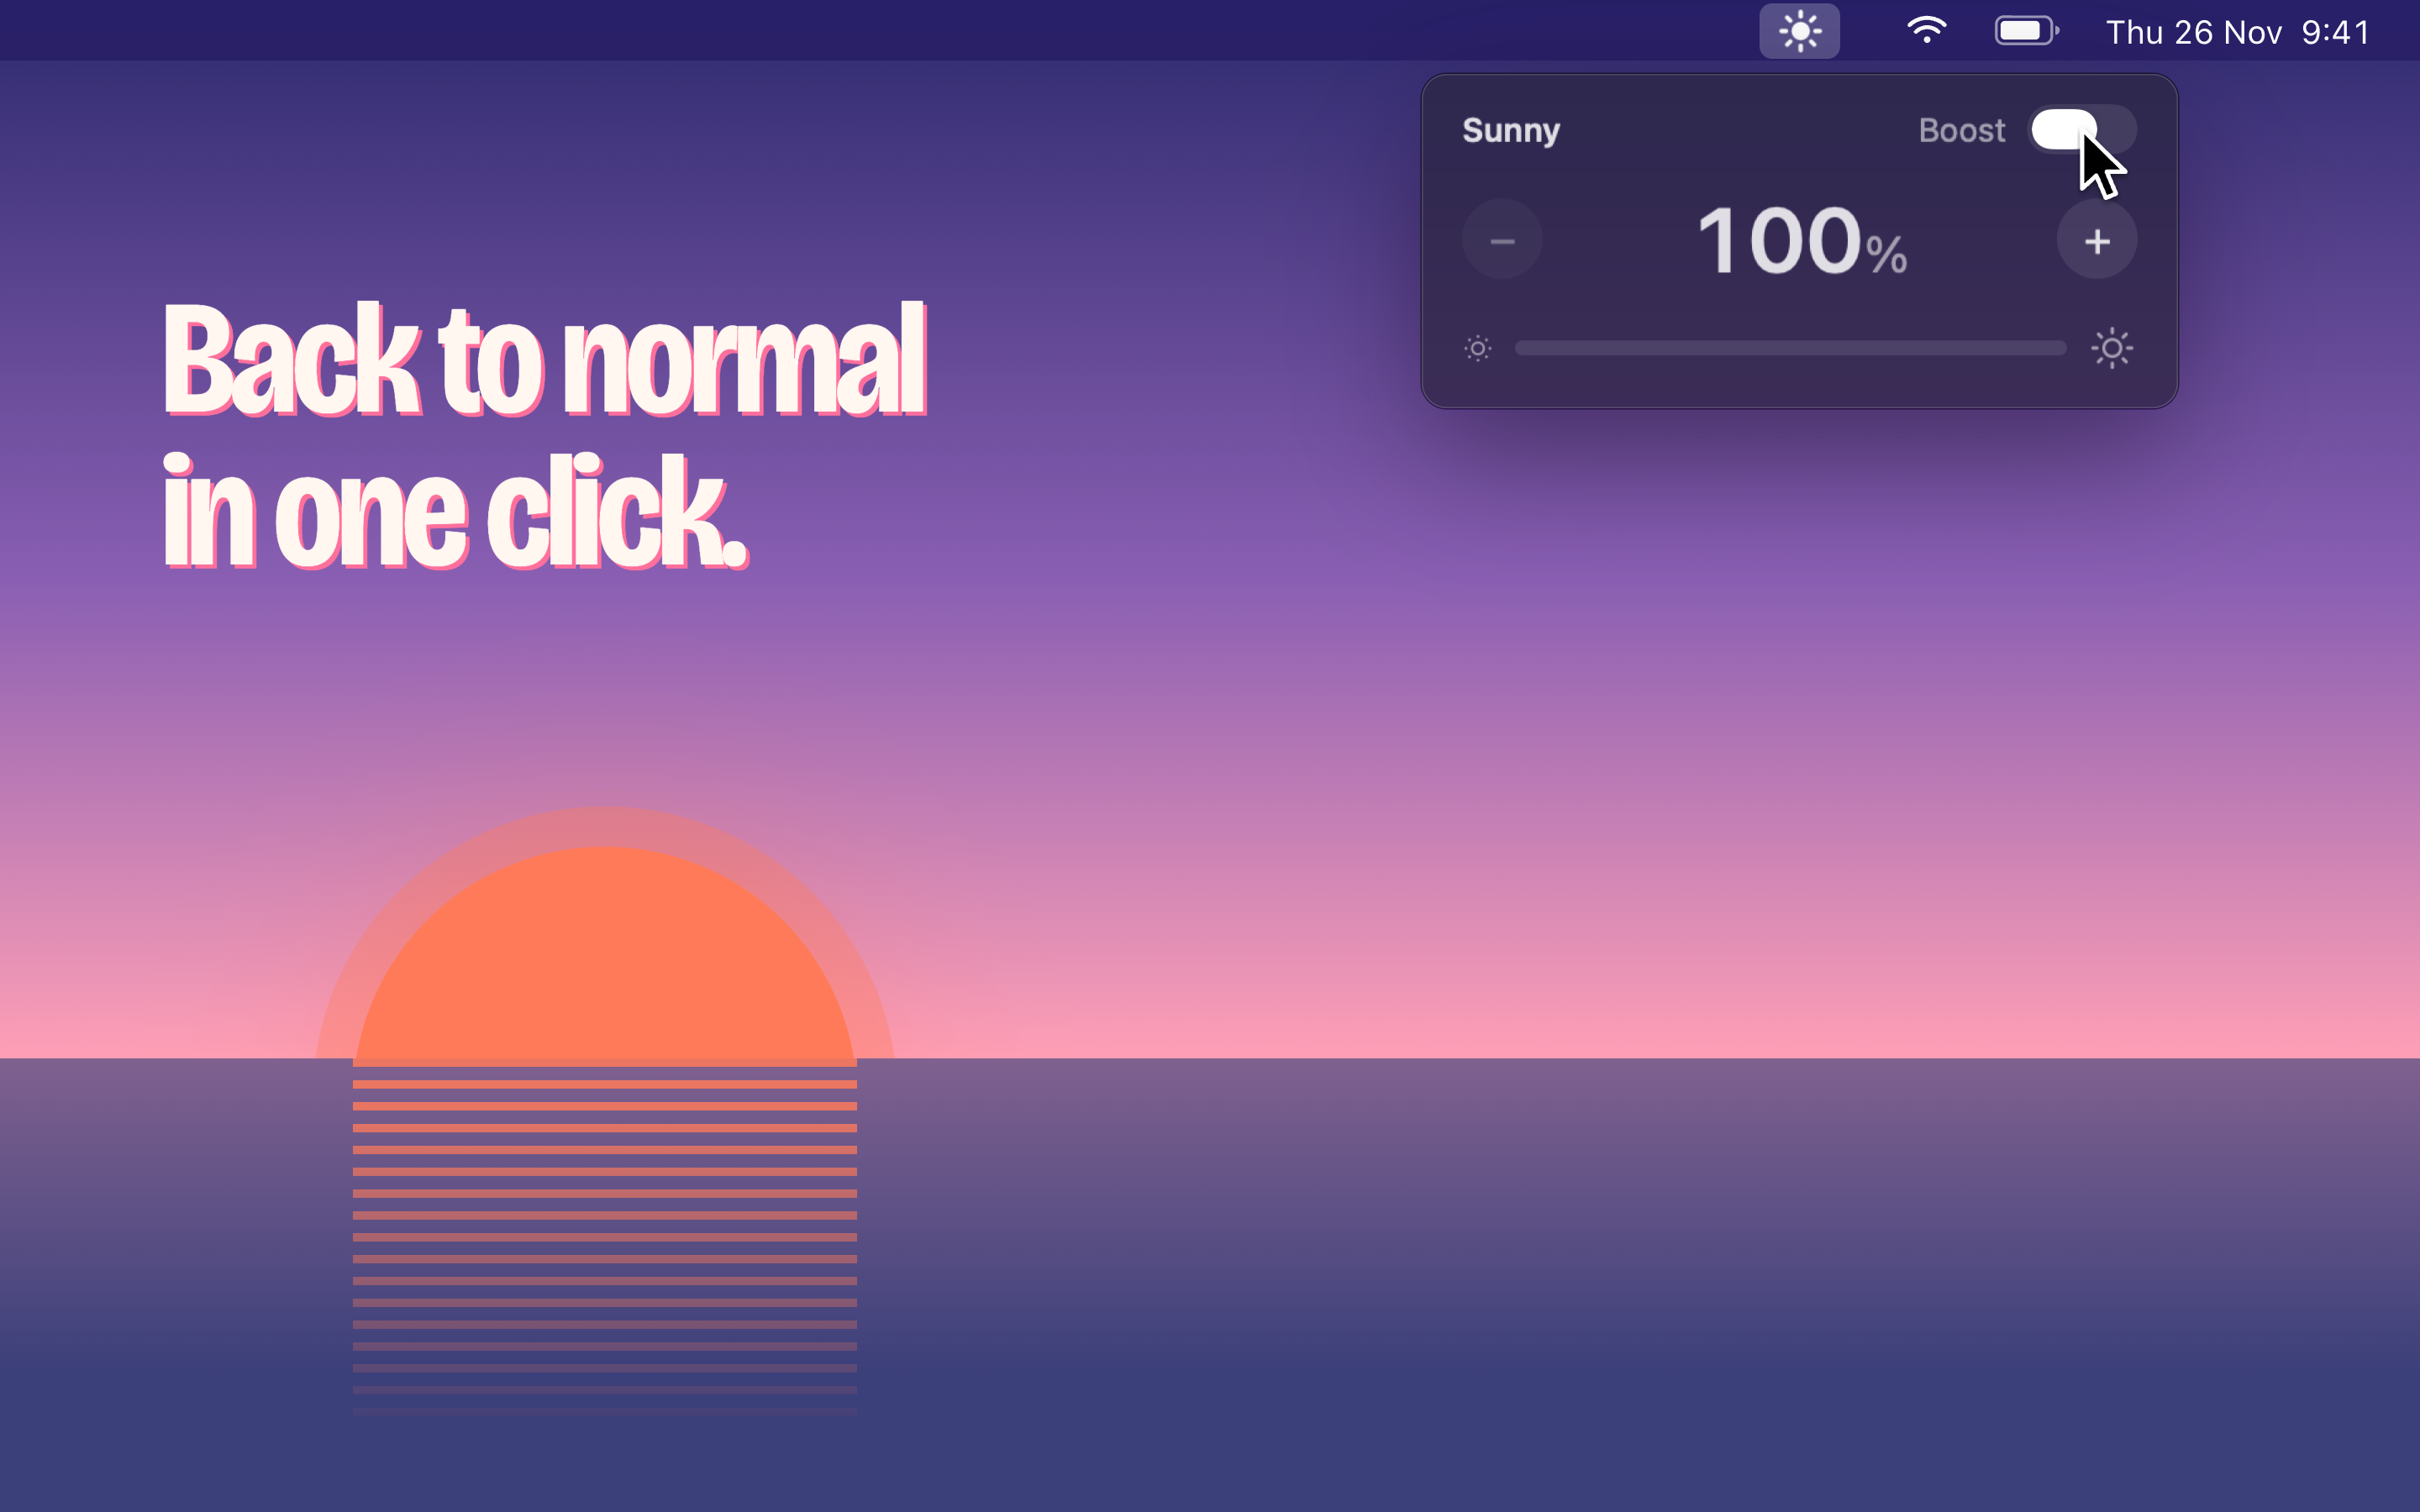 Thu 26 Nov 9:41
Sunny
Boost
− 100% +
Back to normal
in one click.